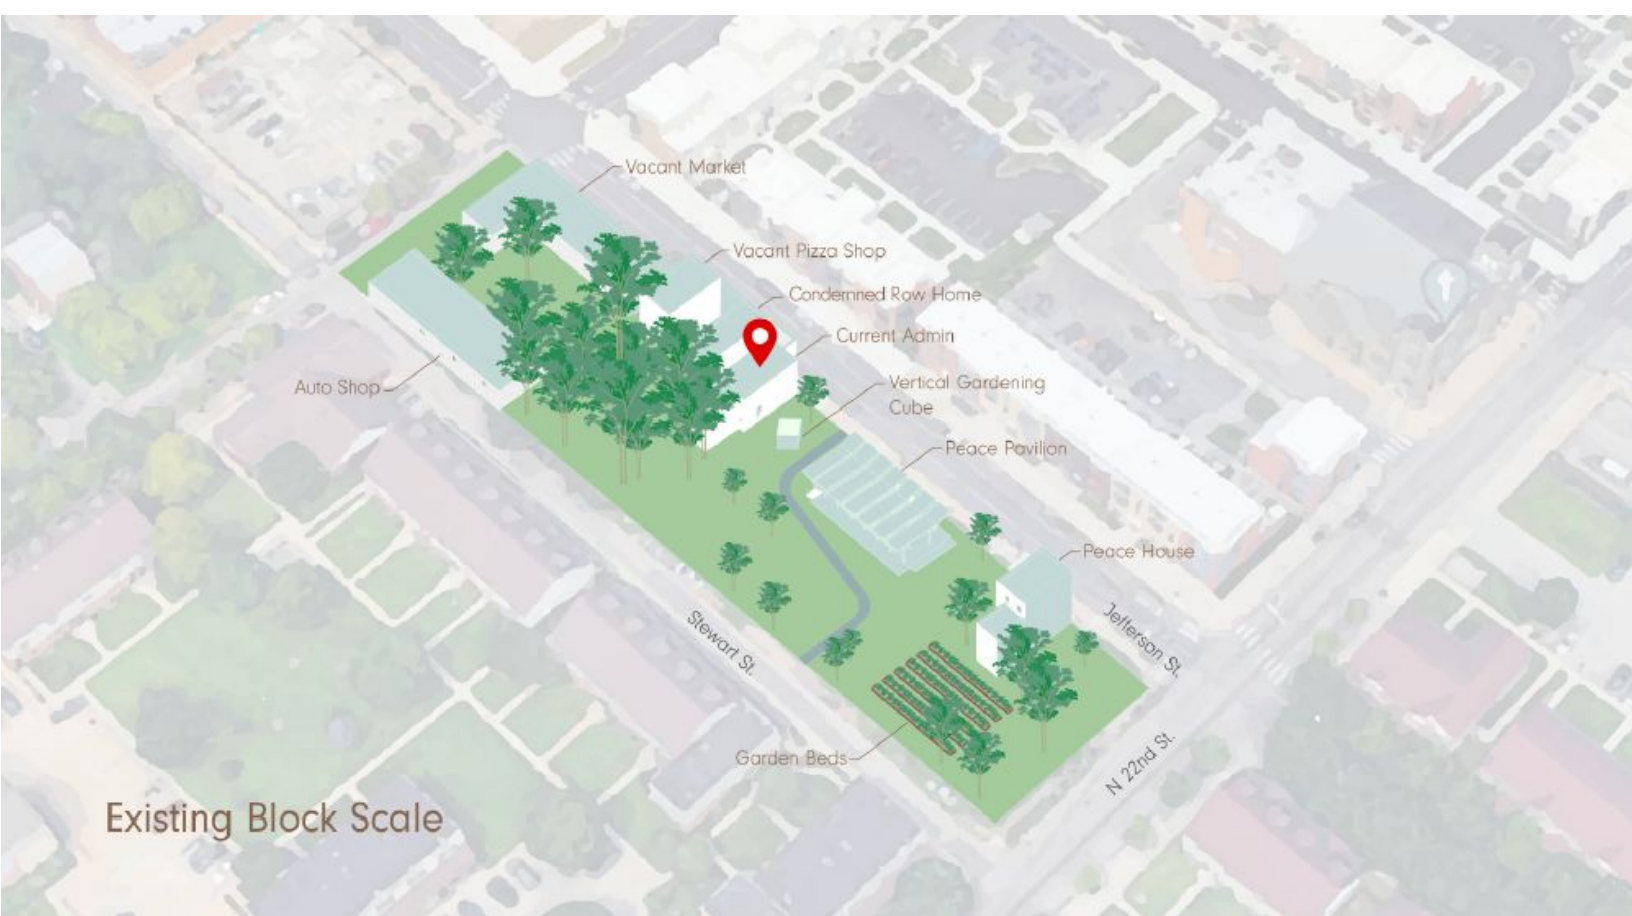 Vacant Market
Vacant Pizza Shop
Condemned Row Home
Current Admin
Auto Shop
Vertical Gardening
Cube
Peace Pavilion
Peace House
Jefferson St.
Stewart St.
N 22nd St.
Garden Beds
Existing Block Scale